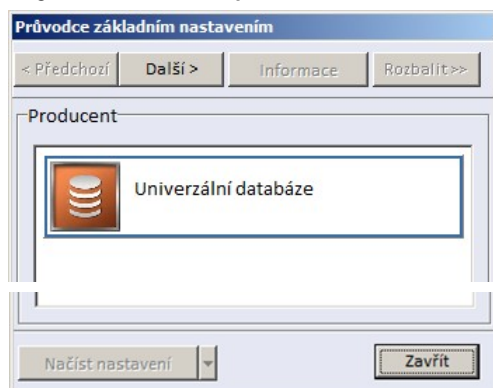 Průvodce základním nastavením
< Předchozí Další > Informace Rozbalit >>
Producent
Univerzální databáze
Načíst nastavení Zavřít